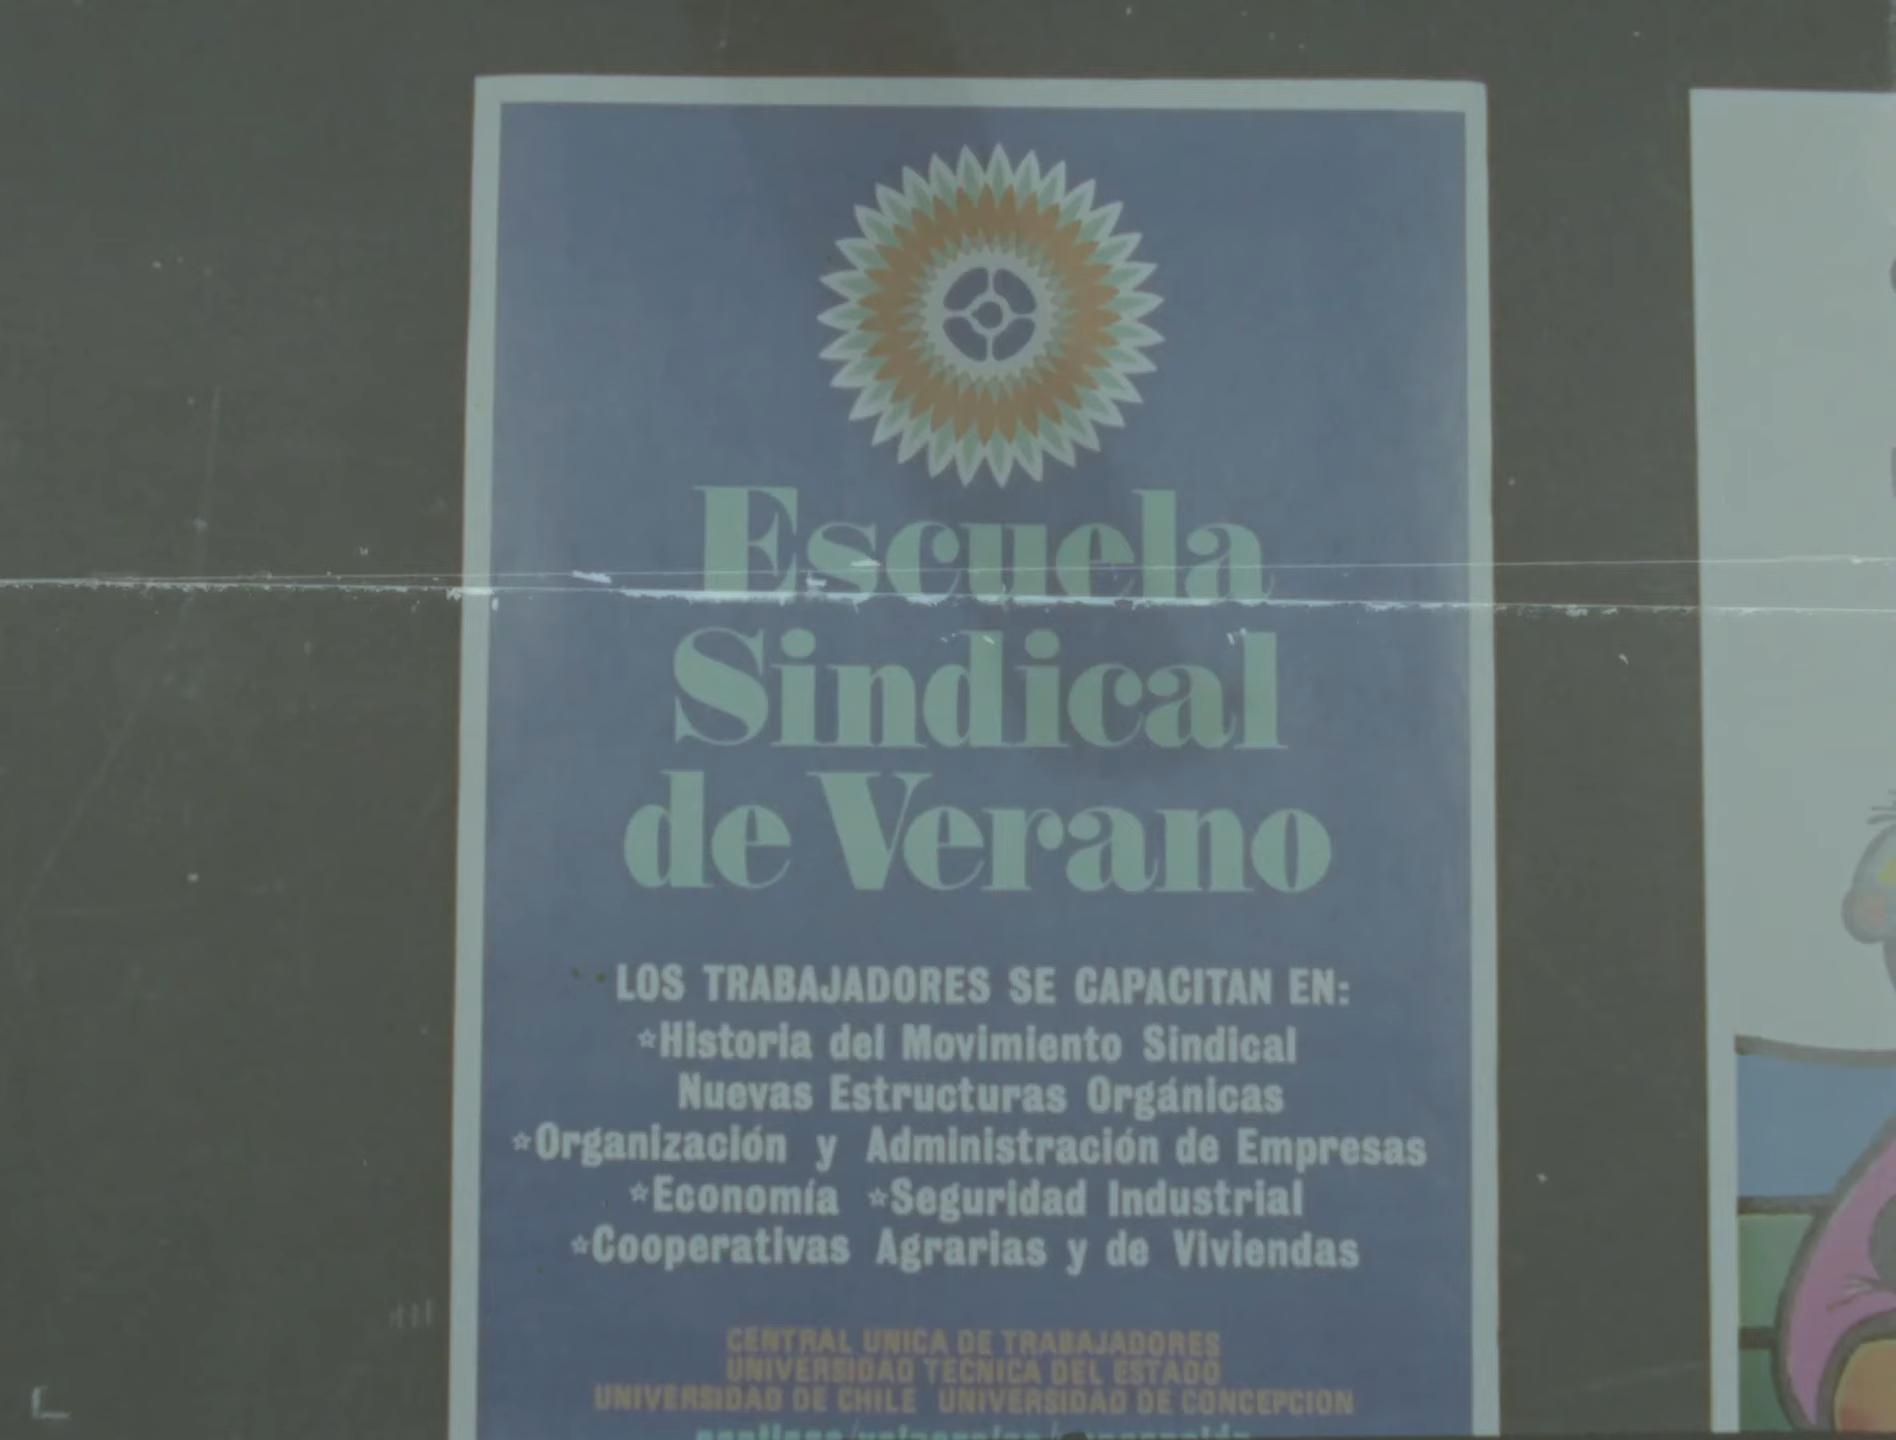 Escuela
Sindical
de Verano
LOS TRABAJADORES SE CAPACITAN EN:
☆Historia del Movimiento Sindical
Nuevas Estructuras Orgánicas
☆Organización y Administración de Empresas
☆Economía ☆Seguridad Industrial
☆Cooperativas Agrarias y de Viviendas
CENTRAL UNICA DE TRABAJADORES
UNIVERSIDAD TECNICA DEL ESTADO
UNIVERSIDAD DE CHILE UNIVERSIDAD DE CONCEPCION